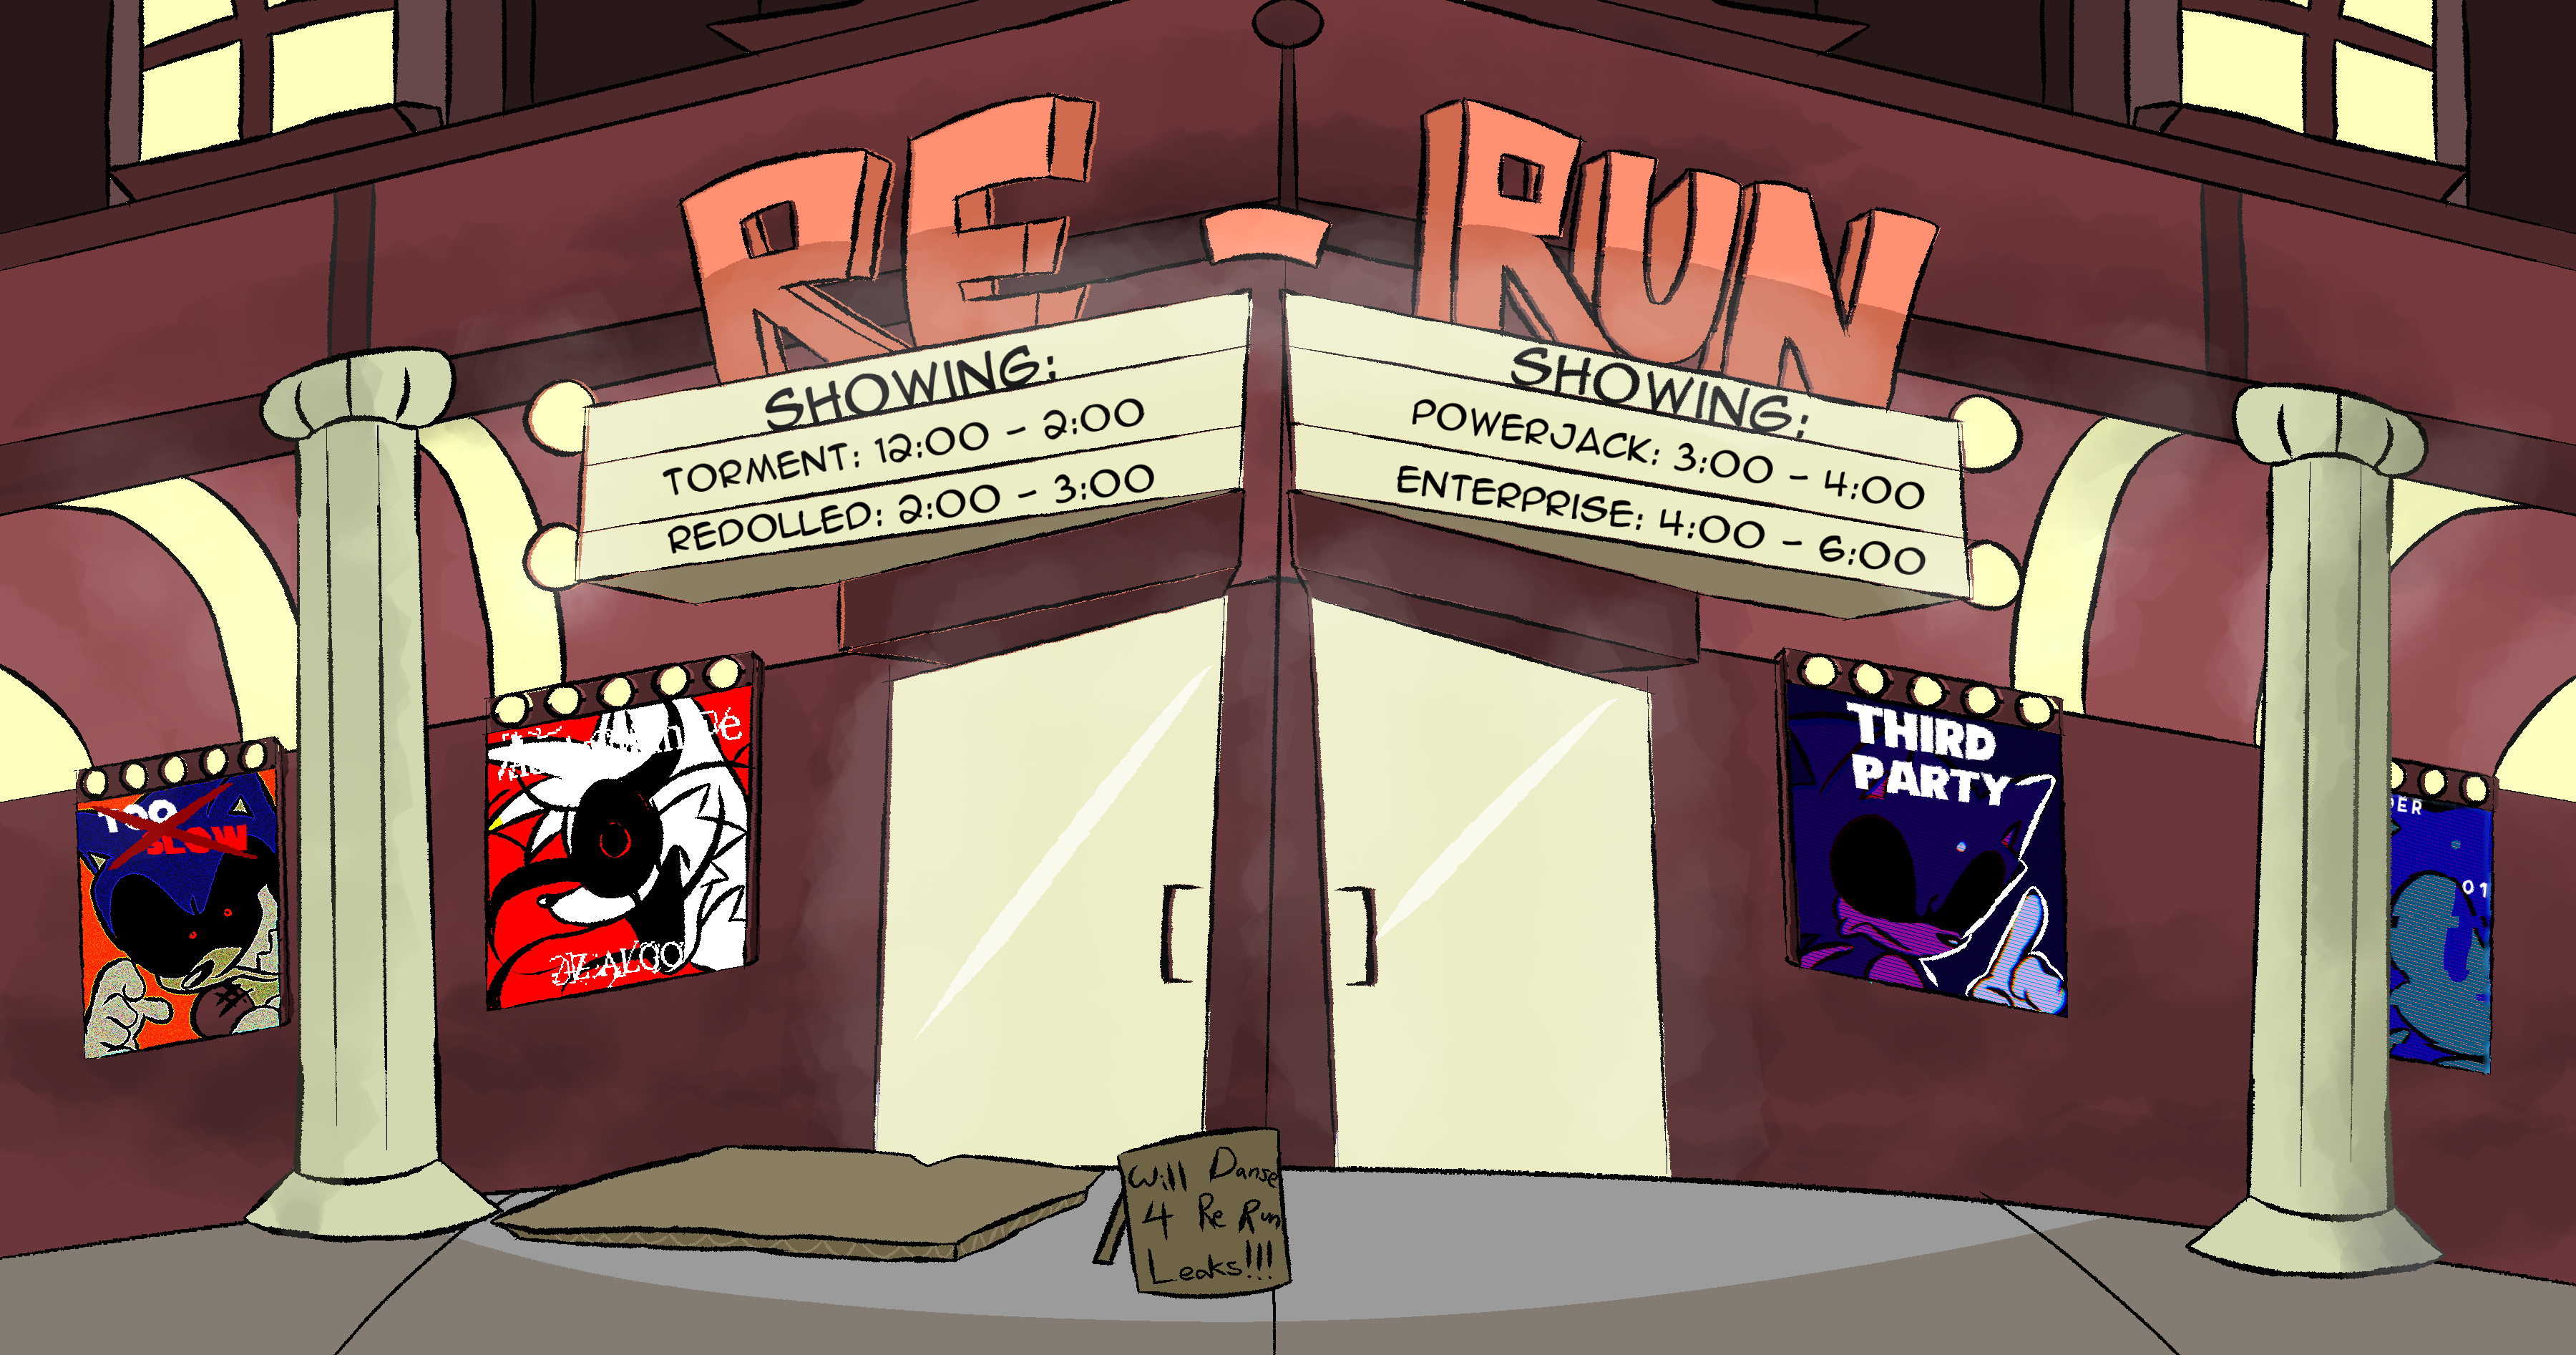 RE-RUN
SHOWING:
TORMENT: 12:00 - 2:00
REDOLLED: 2:00 - 3:00
SHOWING:
POWERJACK: 3:00 - 4:00
ENTERPRISE: 4:00 - 6:00
TOO
SLOW
THIRD
PARTY
01
Will Danse
4 Re Run
Leaks!!!